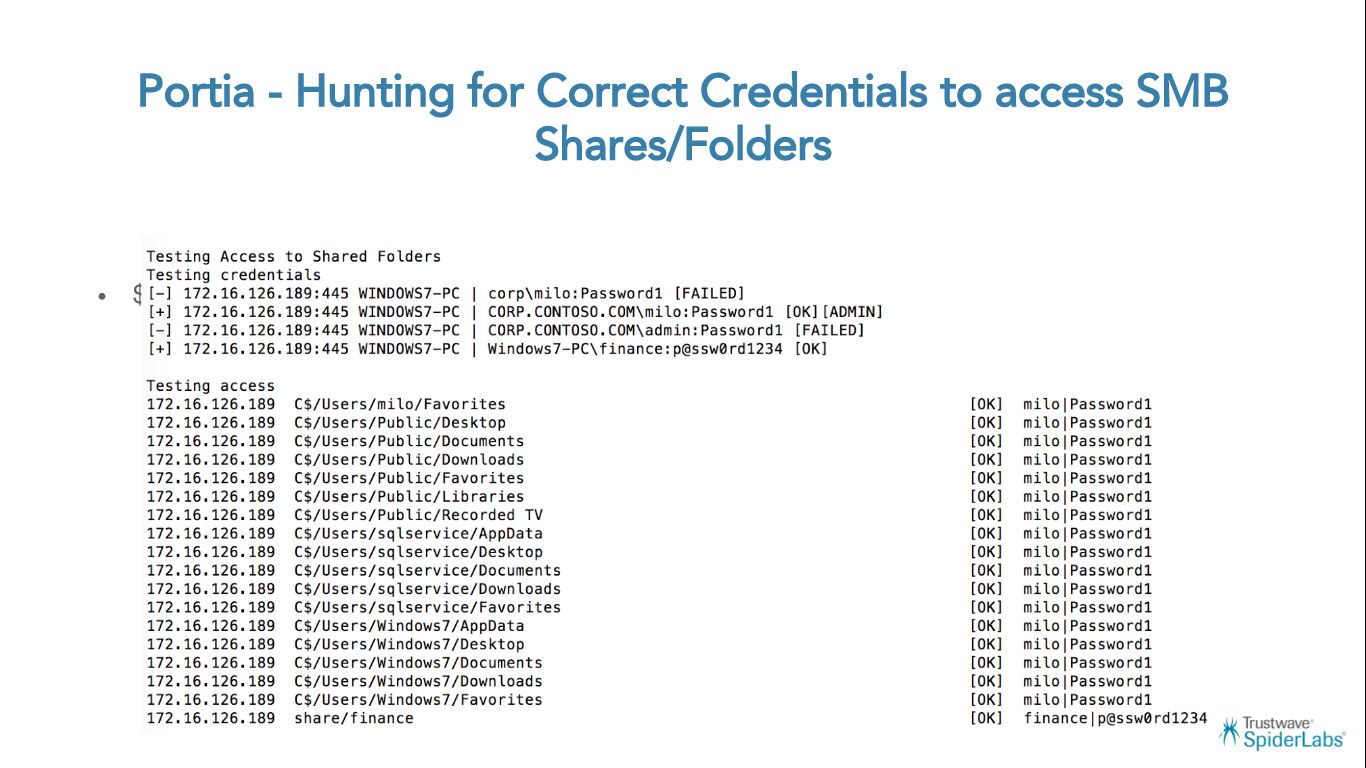 Portia - Hunting for Correct Credentials to access SMB
Shares/Folders
Testing Access to Shared Folders
Testing credentials
• $
[-] 172.16.126.189:445 WINDOWS7-PC | corp\milo:Password1 [FAILED]
[+] 172.16.126.189:445 WINDOWS7-PC | CORP.CONTOSO.COM\milo:Password1 [OK][ADMIN]
[-] 172.16.126.189:445 WINDOWS7-PC | CORP.CONTOSO.COM\admin:Password1 [FAILED]
[+] 172.16.126.189:445 WINDOWS7-PC | Windows7-PC\finance:p@ssw0rd1234 [OK]
Testing access
172.16.126.189 C$/Users/milo/Favorites [OK] milo|Password1
172.16.126.189 C$/Users/Public/Desktop [OK] milo|Password1
172.16.126.189 C$/Users/Public/Documents [OK] milo|Password1
172.16.126.189 C$/Users/Public/Downloads [OK] milo|Password1
172.16.126.189 C$/Users/Public/Favorites [OK] milo|Password1
172.16.126.189 C$/Users/Public/Libraries [OK] milo|Password1
172.16.126.189 C$/Users/Public/Recorded TV [OK] milo|Password1
172.16.126.189 C$/Users/sqlservice/AppData [OK] milo|Password1
172.16.126.189 C$/Users/sqlservice/Desktop [OK] milo|Password1
172.16.126.189 C$/Users/sqlservice/Documents [OK] milo|Password1
172.16.126.189 C$/Users/sqlservice/Downloads [OK] milo|Password1
172.16.126.189 C$/Users/sqlservice/Favorites [OK] milo|Password1
172.16.126.189 C$/Users/Windows7/AppData [OK] milo|Password1
172.16.126.189 C$/Users/Windows7/Desktop [OK] milo|Password1
172.16.126.189 C$/Users/Windows7/Documents [OK] milo|Password1
172.16.126.189 C$/Users/Windows7/Downloads [OK] milo|Password1
172.16.126.189 C$/Users/Windows7/Favorites [OK] milo|Password1
172.16.126.189 share/finance [OK] finance|p@ssw0rd1234
Trustwave®
SpiderLabs®